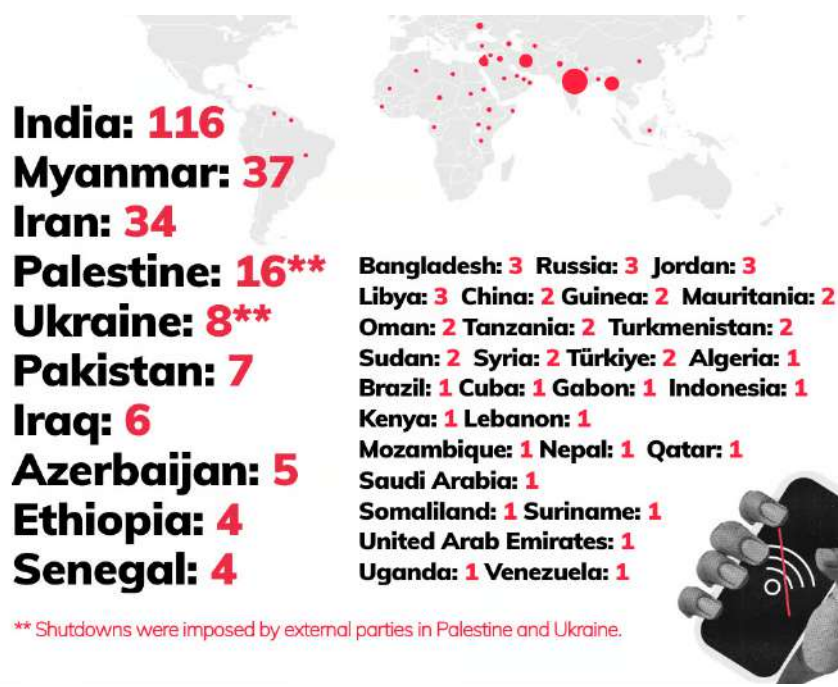 India: 116
Myanmar: 37
Iran: 34
Palestine: 16**
Ukraine: 8**
Pakistan: 7
Iraq: 6
Azerbaijan: 5
Ethiopia: 4
Senegal: 4
Bangladesh: 3 Russia: 3 Jordan: 3
Libya: 3 China: 2 Guinea: 2 Mauritania: 2
Oman: 2 Tanzania: 2 Turkmenistan: 2
Sudan: 2 Syria: 2 Türkiye: 2 Algeria: 1
Brazil: 1 Cuba: 1 Gabon: 1 Indonesia: 1
Kenya: 1 Lebanon: 1
Mozambique: 1 Nepal: 1 Qatar: 1
Saudi Arabia: 1
Somaliland: 1 Suriname: 1
United Arab Emirates: 1
Uganda: 1 Venezuela: 1
** Shutdowns were imposed by external parties in Palestine and Ukraine.